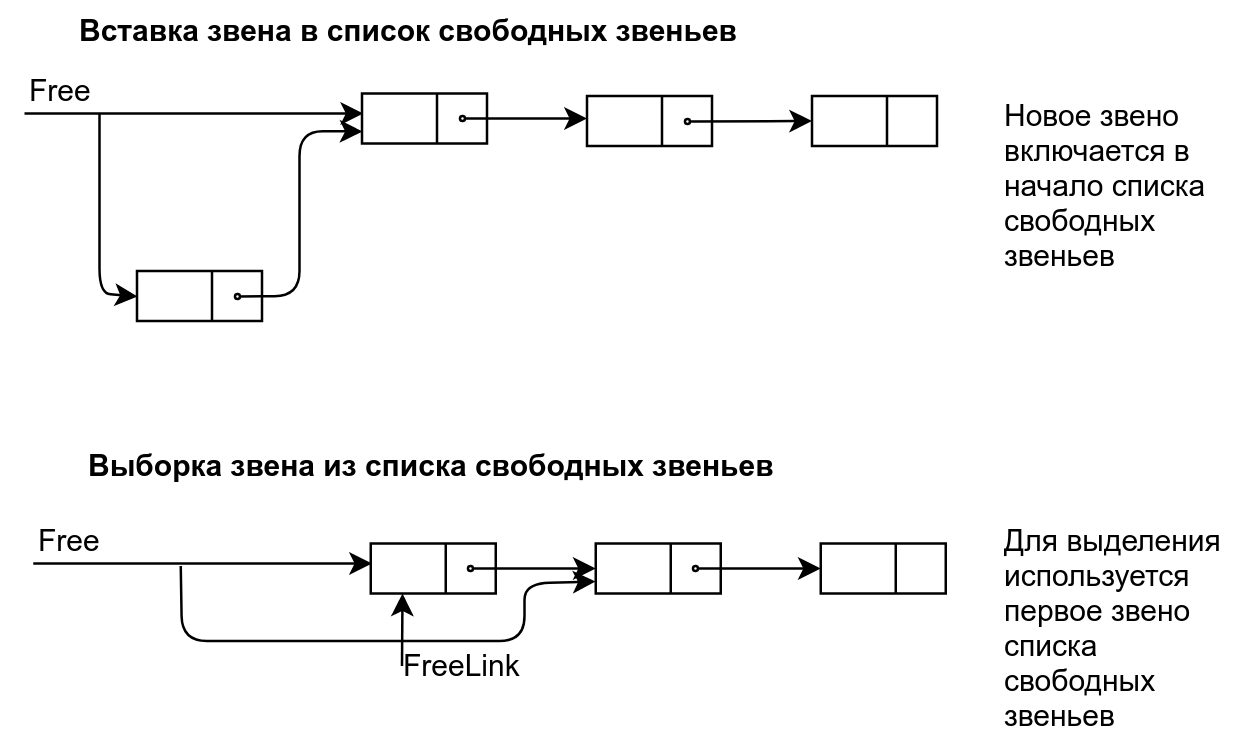 Вставка звена в список свободных звеньев
Free
Новое звено
включается в
начало списка
свободных
звеньев
Выборка звена из списка свободных звеньев
Free
FreeLink
Для выделения
используется
первое звено
списка
свободных
звеньев